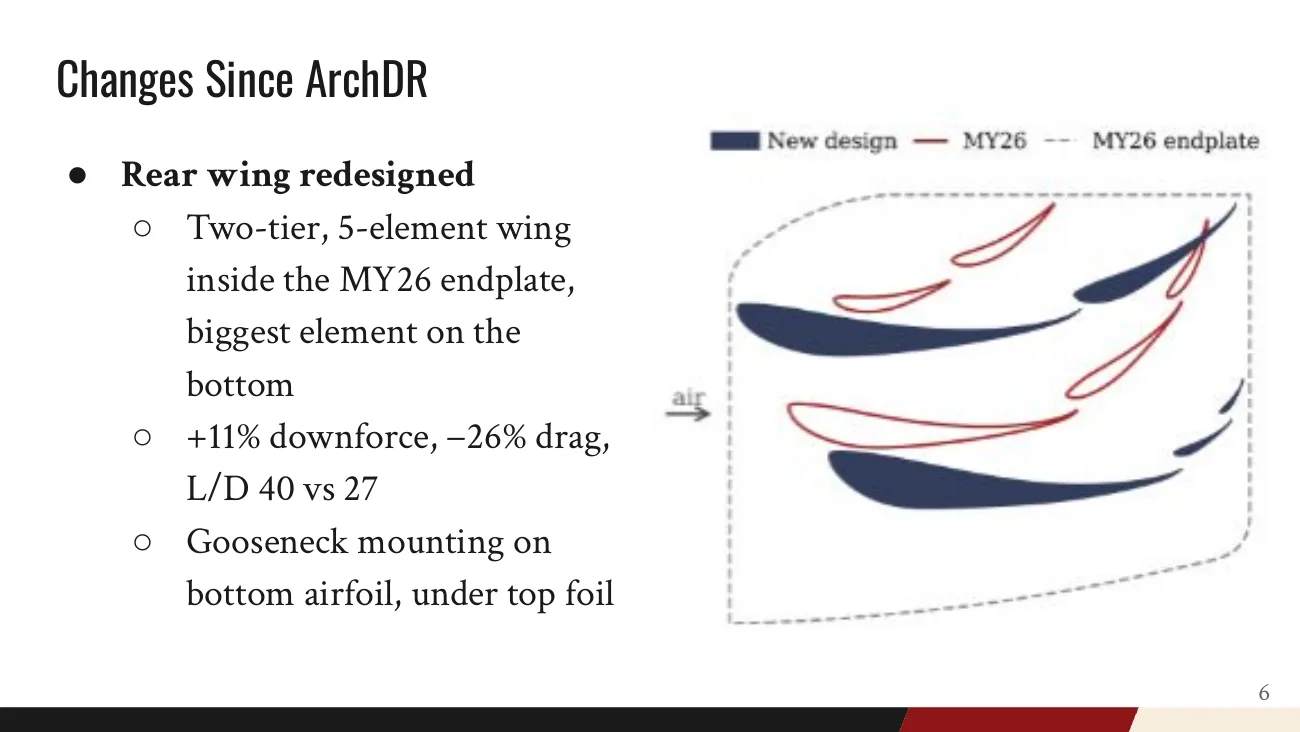 Changes Since ArchDR
● Rear wing redesigned
○ Two-tier, 5-element wing
inside the MY26 endplate,
biggest element on the
bottom
○ +11% downforce, −26% drag,
L/D 40 vs 27
○ Gooseneck mounting on
bottom airfoil, under top foil
New design MY26 MY26 endplate
air
6